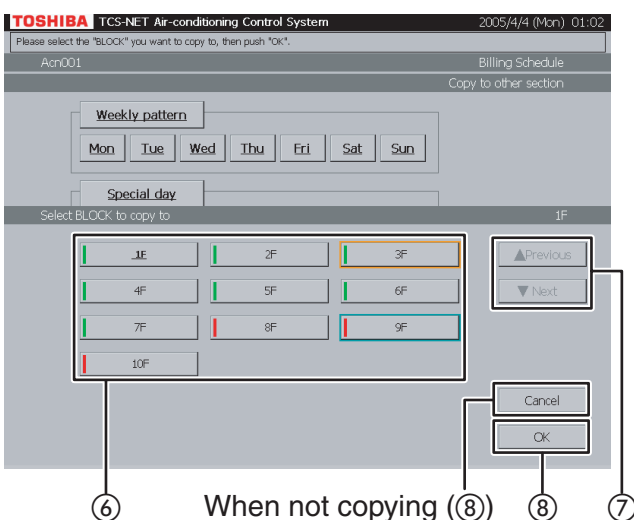 TOSHIBA TCS-NET Air-conditioning Control System 2005/4/4 (Mon) 01:02
Please select the "BLOCK" you want to copy to, then push "OK".
Acn001 Billing Schedule
Copy to other section
Weekly pattern
Mon Tue Wed Thu Fri Sat Sun
Special day
Select BLOCK to copy to 1F
1F 2F 3F ▲Previous
4F 5F 6F ▼Next
7F 8F 9F
10F
Cancel
OK
⑥ When not copying (⑧) ⑧ ⑦